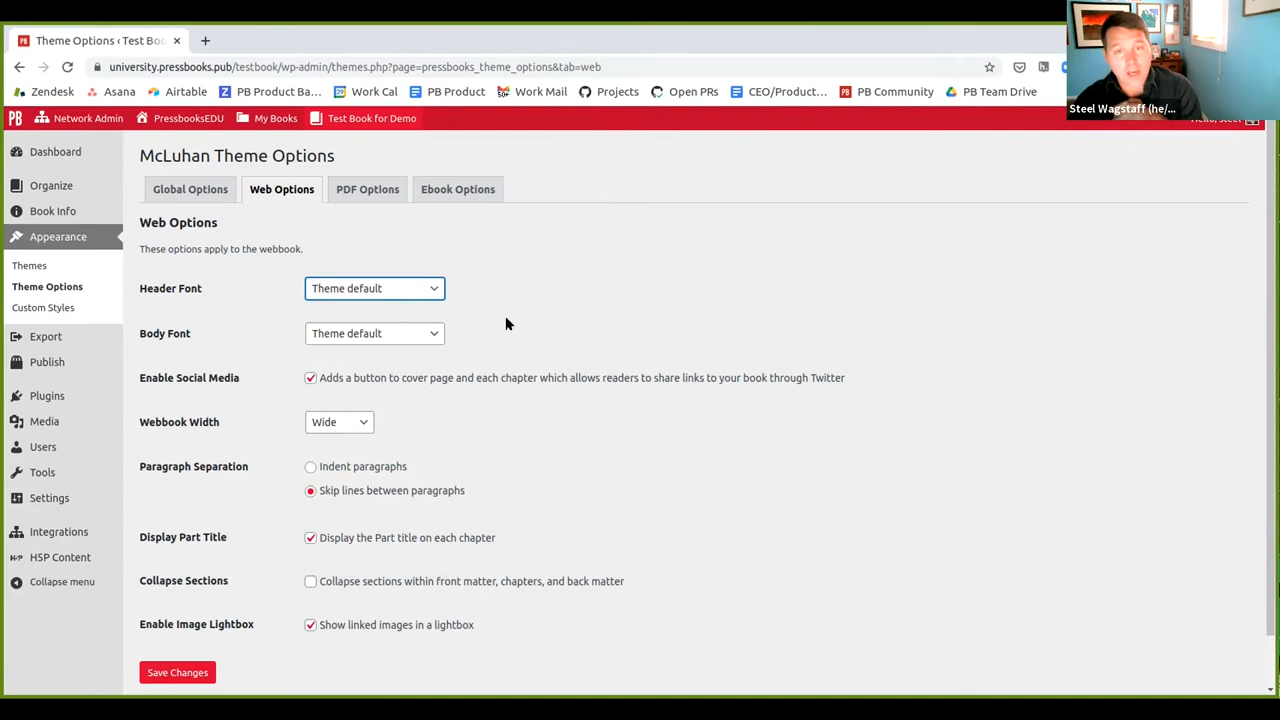 Theme Options ‹ Test Boo
university.pressbooks.pub/testbook/wp-admin/themes.php?page=pressbooks_theme_options&tab=web
Zendesk Asana Airtable PB Product Ba... Work Cal PB Product Work Mail Projects Open PRs CEO/Product... PB Community PB Team Drive
Steel Wagstaff (he/...
PB Network Admin PressbooksEDU My Books Test Book for Demo
Dashboard
Organize
Book Info
Appearance
Themes
Theme Options
Custom Styles
Export
Publish
Plugins
Media
Users
Tools
Settings
Integrations
H5P Content
Collapse menu
McLuhan Theme Options
Global Options Web Options PDF Options Ebook Options
Web Options
These options apply to the webbook.
Header Font Theme default
Body Font Theme default
Enable Social Media Adds a button to cover page and each chapter which allows readers to share links to your book through Twitter
Webbook Width Wide
Paragraph Separation Indent paragraphs
Skip lines between paragraphs
Display Part Title Display the Part title on each chapter
Collapse Sections Collapse sections within front matter, chapters, and back matter
Enable Image Lightbox Show linked images in a lightbox
Save Changes